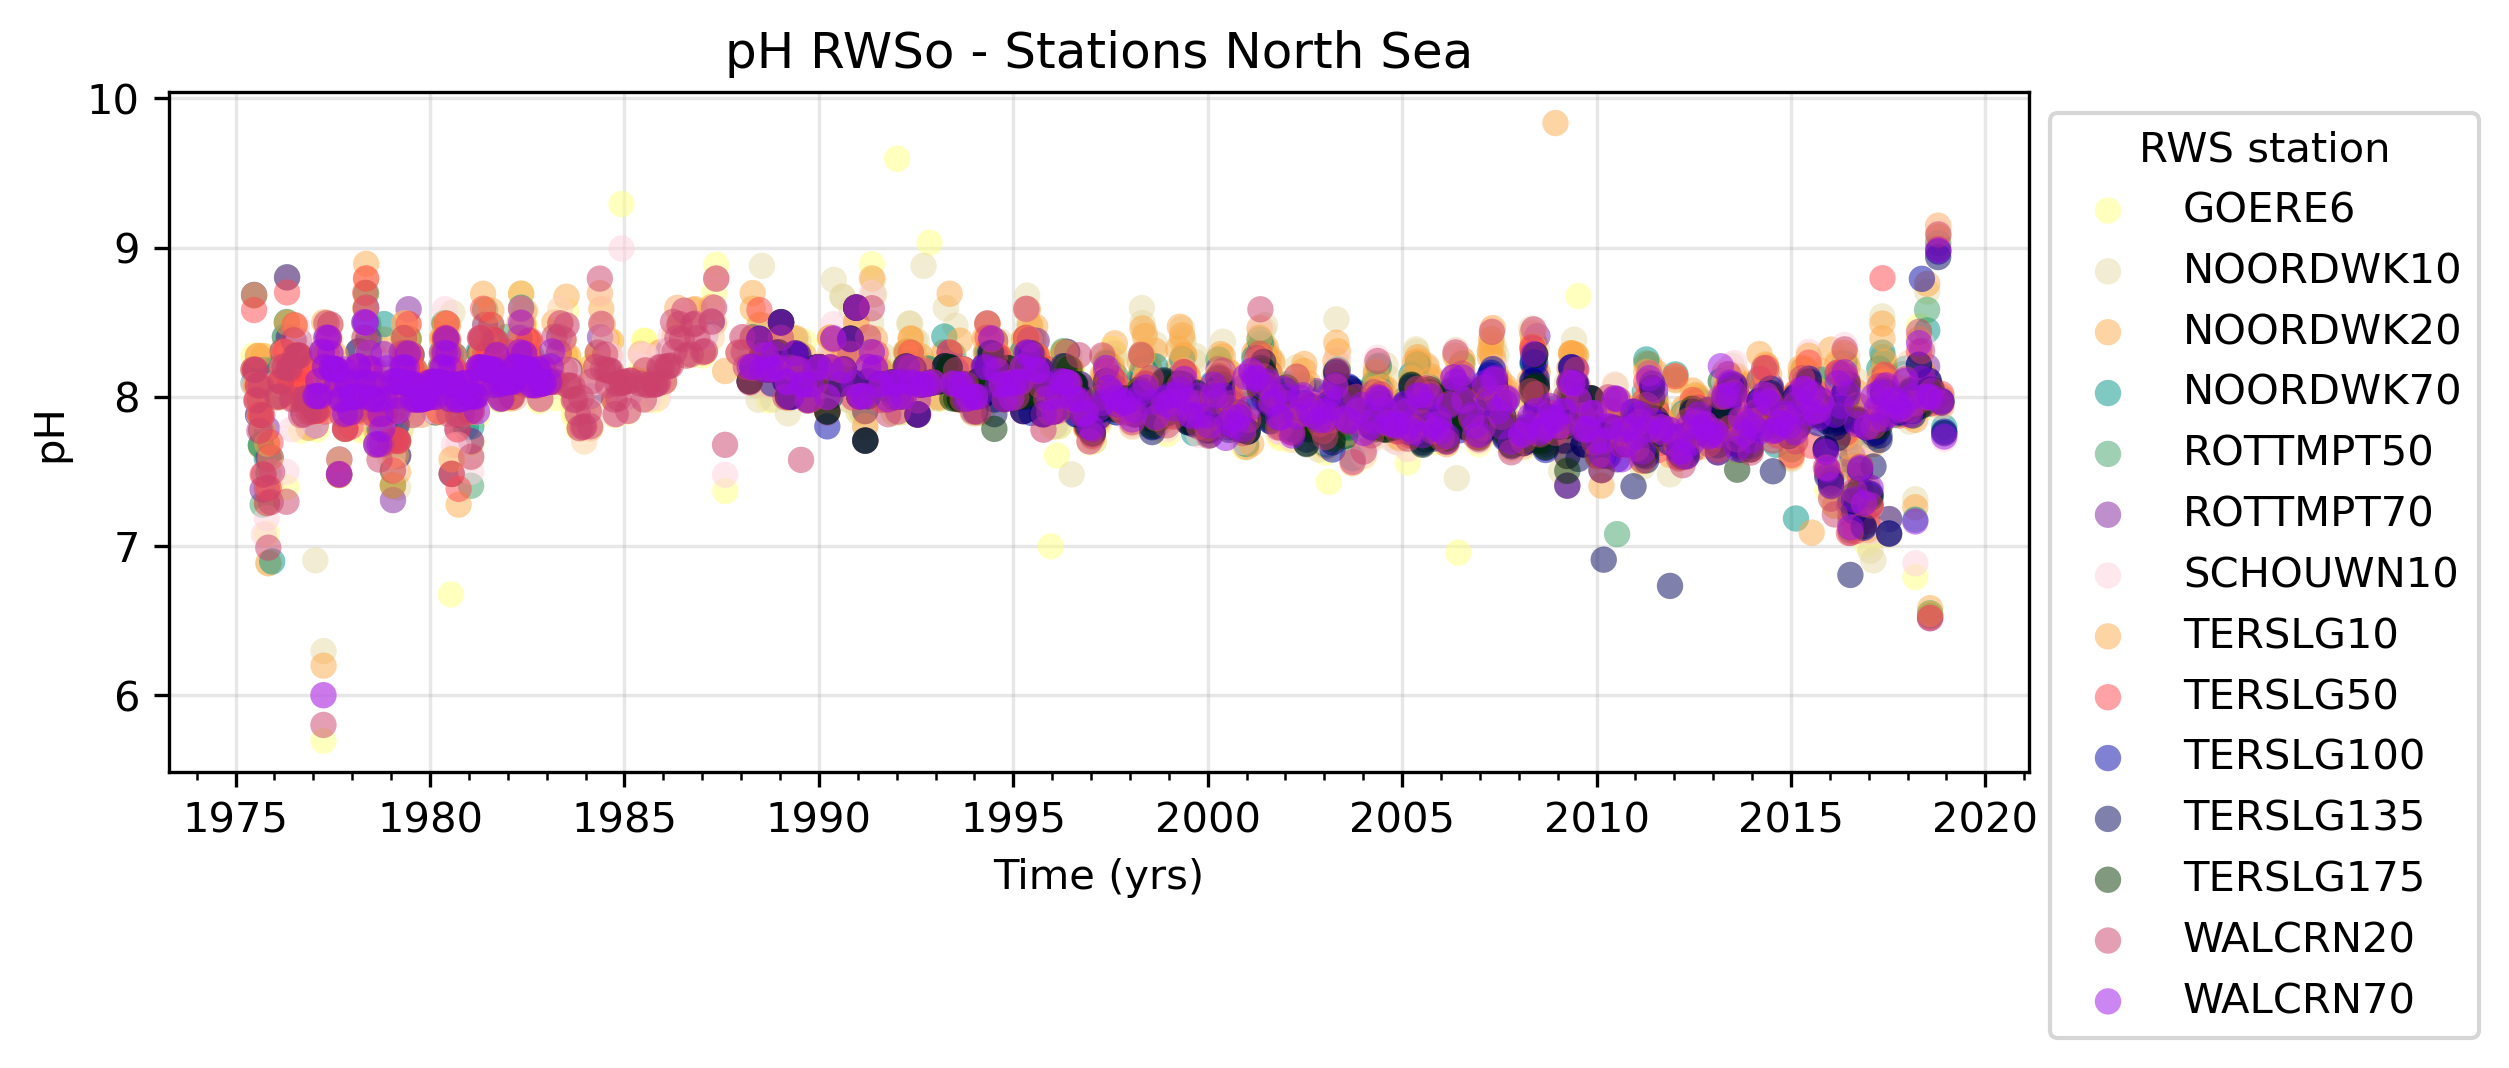 pH RWSo - Stations North Sea
pH
10
9
8
7
6
1975 1980 1985 1990 1995 2000 2005 2010 2015 2020
Time (yrs)
RWS station
GOERE6
NOORDWK10
NOORDWK20
NOORDWK70
ROTTMPT50
ROTTMPT70
SCHOUWN10
TERSLG10
TERSLG50
TERSLG100
TERSLG135
TERSLG175
WALCRN20
WALCRN70